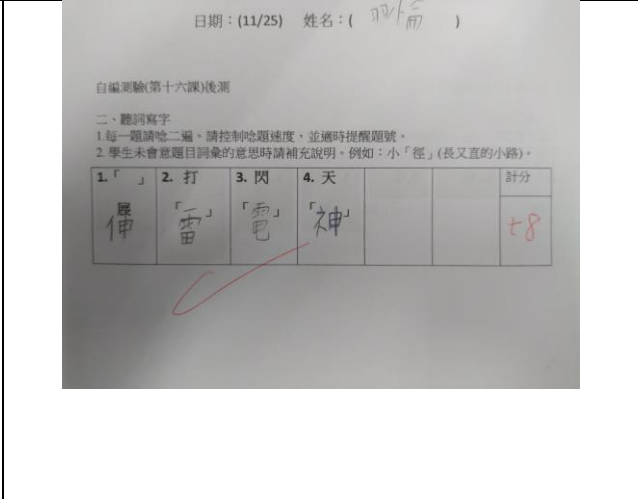 日期：(11/25) 姓名：( 羽倫 )
自編測驗(第十六課)後測
二、聽詞寫字
1.每一題請唸二遍。請控制唸題速度，並適時提醒題號。
2.學生未會意題目詞彙的意思時請補充說明。例如：小「徑」(長又直的小路)。
1.「伸」展
2. 打「雷」
3. 閃「電」
4. 天「神」
計分
+8